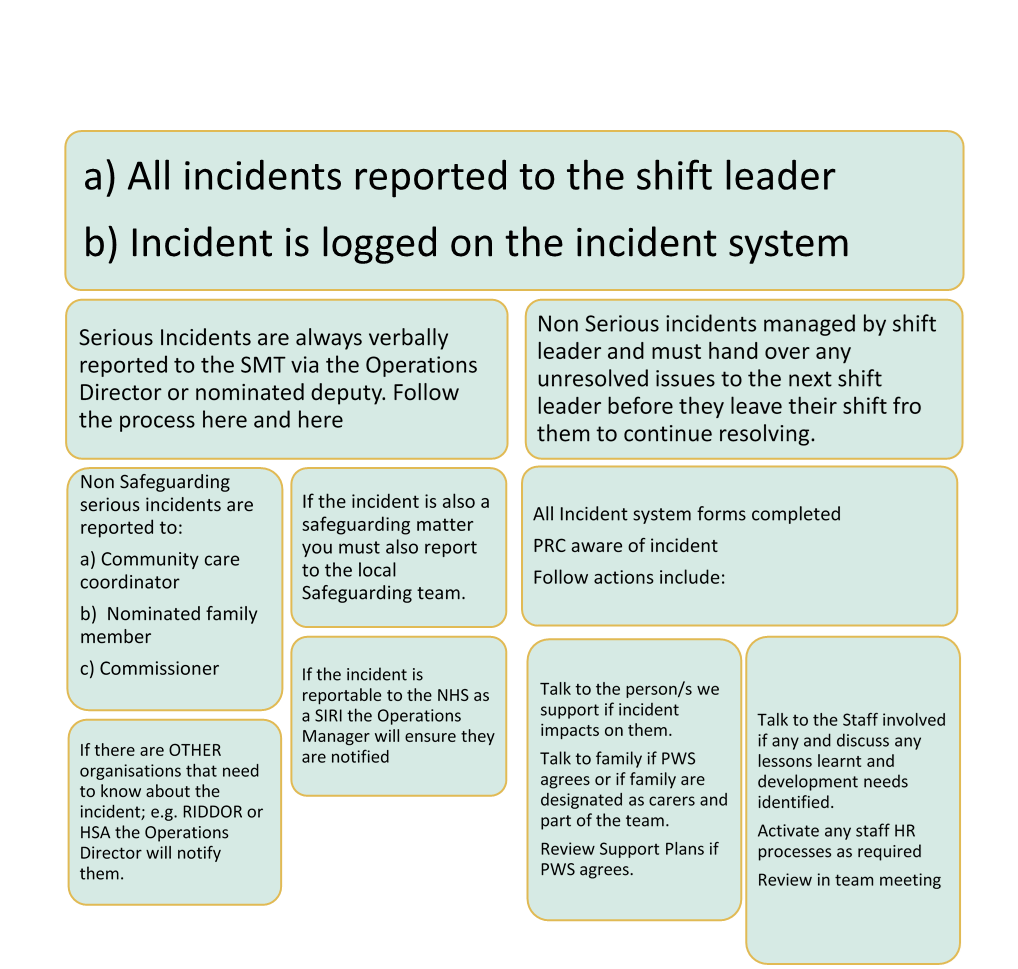 a) All incidents reported to the shift leader
b) Incident is logged on the incident system
Serious Incidents are always verbally
reported to the SMT via the Operations
Director or nominated deputy. Follow
the process here and here
Non Serious incidents managed by shift
leader and must hand over any
unresolved issues to the next shift
leader before they leave their shift fro
them to continue resolving.
Non Safeguarding
serious incidents are
reported to:
a) Community care
coordinator
b)  Nominated family
member
c) Commissioner
If there are OTHER
organisations that need
to know about the
incident; e.g. RIDDOR or
HSA the Operations
Director will notify
them.
If the incident is also a
safeguarding matter
you must also report
to the local
Safeguarding team.
If the incident is
reportable to the NHS as
a SIRI the Operations
Manager will ensure they
are notified
All Incident system forms completed
PRC aware of incident
Follow actions include:
Talk to the person/s we
support if incident
impacts on them.
Talk to family if PWS
agrees or if family are
designated as carers and
part of the team.
Review Support Plans if
PWS agrees.
Talk to the Staff involved
if any and discuss any
lessons learnt and
development needs
identified.
Activate any staff HR
processes as required
Review in team meeting